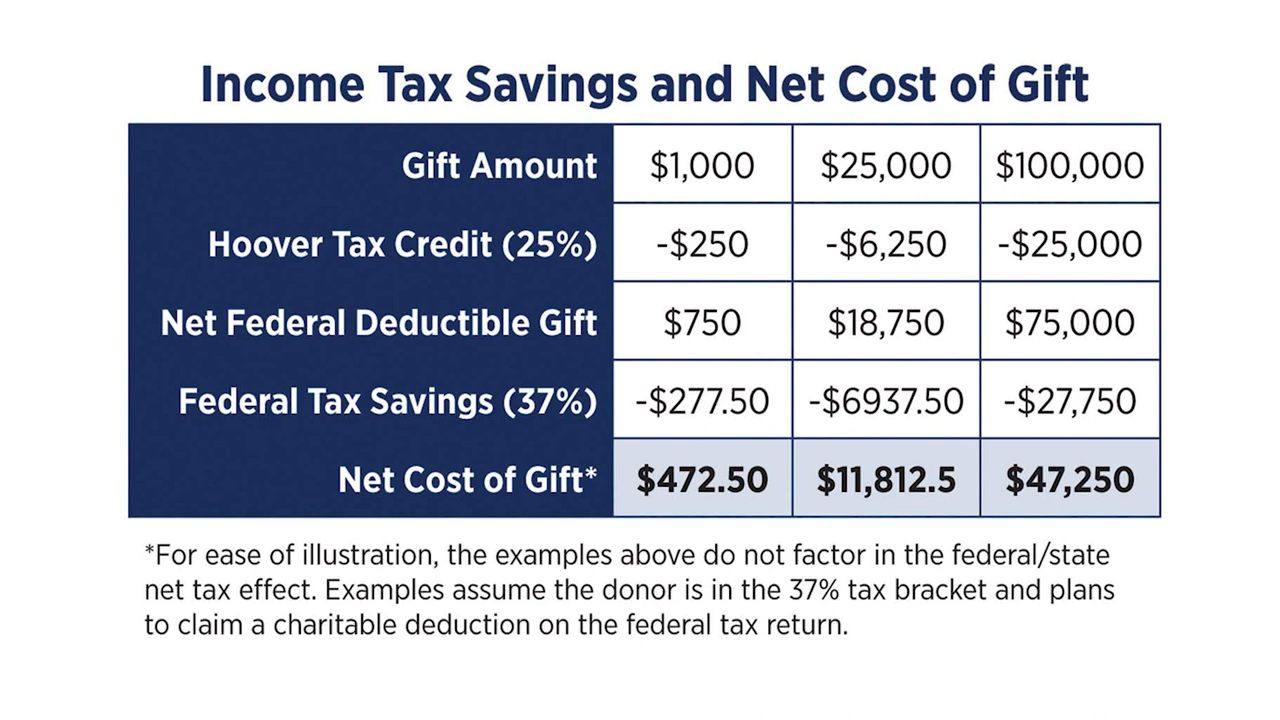 Income Tax Savings and Net Cost of Gift
Gift Amount $1,000 $25,000 $100,000
Hoover Tax Credit (25%) -$250 -$6,250 -$25,000
Net Federal Deductible Gift $750 $18,750 $75,000
Federal Tax Savings (37%) -$277.50 -$6937.50 -$27,750
Net Cost of Gift* $472.50 $11,812.5 $47,250
*For ease of illustration, the examples above do not factor in the federal/state
net tax effect. Examples assume the donor is in the 37% tax bracket and plans
to claim a charitable deduction on the federal tax return.